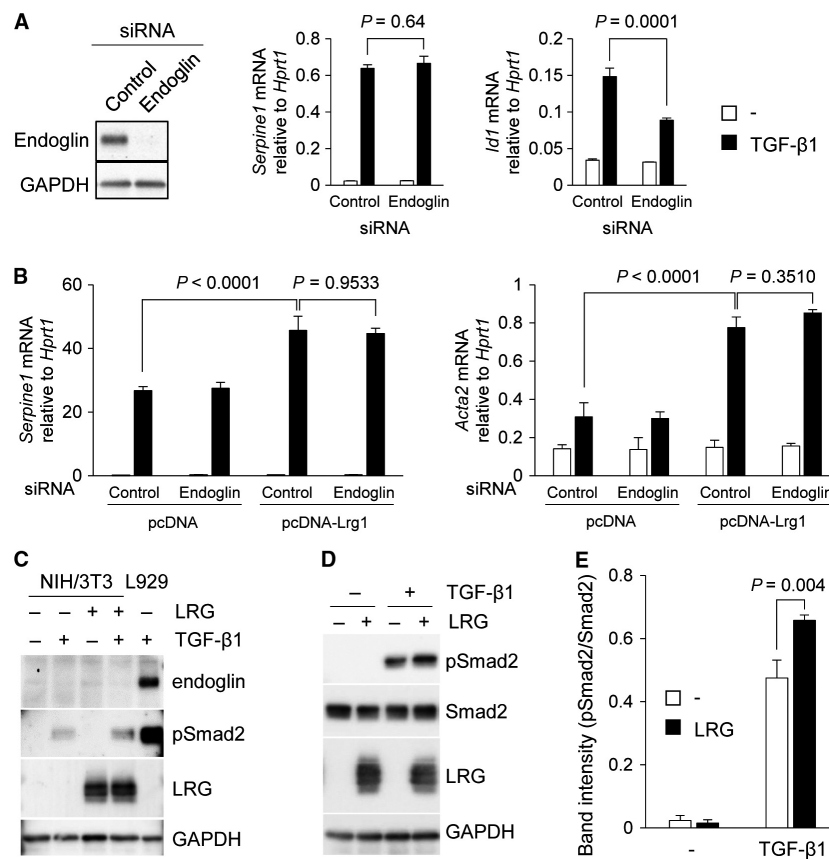 A
siRNA
Control
Endoglin
Endoglin
GAPDH
P = 0.64
Serpine1 mRNA
relative to Hprt1
0.8
0.6
0.4
0.2
0
Control Endoglin
siRNA
P = 0.0001
Id1 mRNA
relative to Hprt1
0.2
0.15
0.1
0.05
0
Control Endoglin
siRNA
-
TGF-β1
B
P < 0.0001 P = 0.9533
Serpine1 mRNA
relative to Hprt1
60
40
20
0
siRNA
Control Endoglin Control Endoglin
pcDNA pcDNA-Lrg1
P < 0.0001 P = 0.3510
Acta2 mRNA
relative to Hprt1
1
0.8
0.6
0.4
0.2
0
siRNA
Control Endoglin Control Endoglin
pcDNA pcDNA-Lrg1
C
NIH/3T3 L929
– – + + – LRG
– + – + + TGF-β1
endoglin
pSmad2
LRG
GAPDH
D
– + TGF-β1
– + – + LRG
pSmad2
Smad2
LRG
GAPDH
E
Band intensity (pSmad2/Smad2)
0.8
0.6
0.4
0.2
0
P = 0.004
-
LRG
- TGF-β1